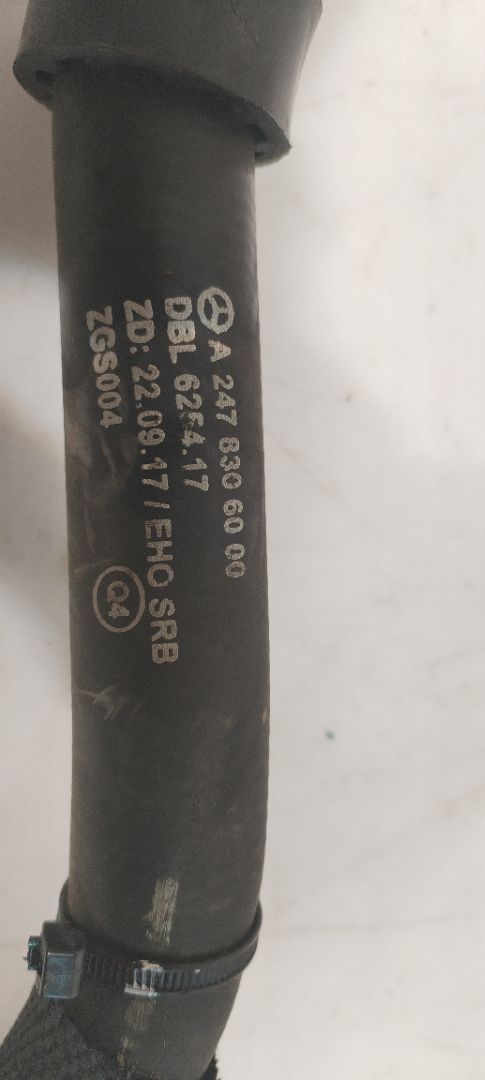 A 247 830 60 00
DBL 6254.17
ZD: 22.09.17 / EHO SRB
ZGS004
Q4